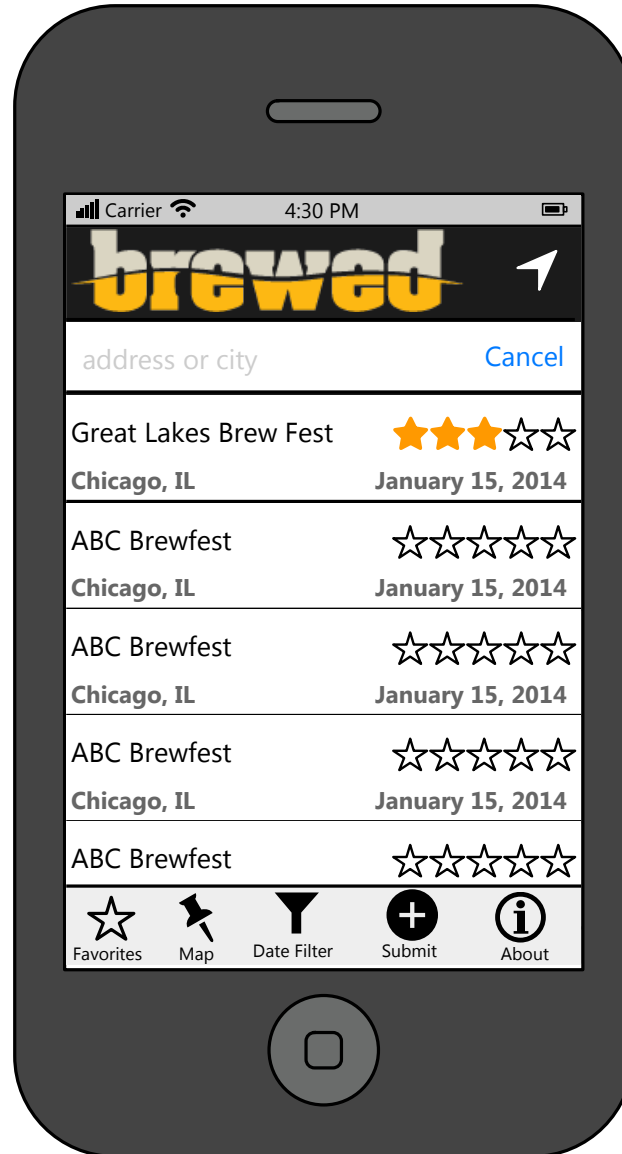 Carrier 4:30 PM
brewed
address or city Cancel
Great Lakes Brew Fest
Chicago, IL January 15, 2014
ABC Brewfest
Chicago, IL January 15, 2014
ABC Brewfest
Chicago, IL January 15, 2014
ABC Brewfest
Chicago, IL January 15, 2014
ABC Brewfest
Favorites Map Date Filter Submit About